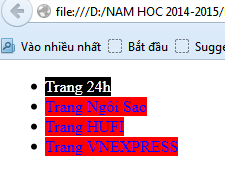 file:///D:/NAM HOC 2014-2015/
Vào nhiều nhất Bắt đầu Sugge
Trang 24h
Trang Ngôi Sao
Trang HUFI
Trang VNEXPRESS